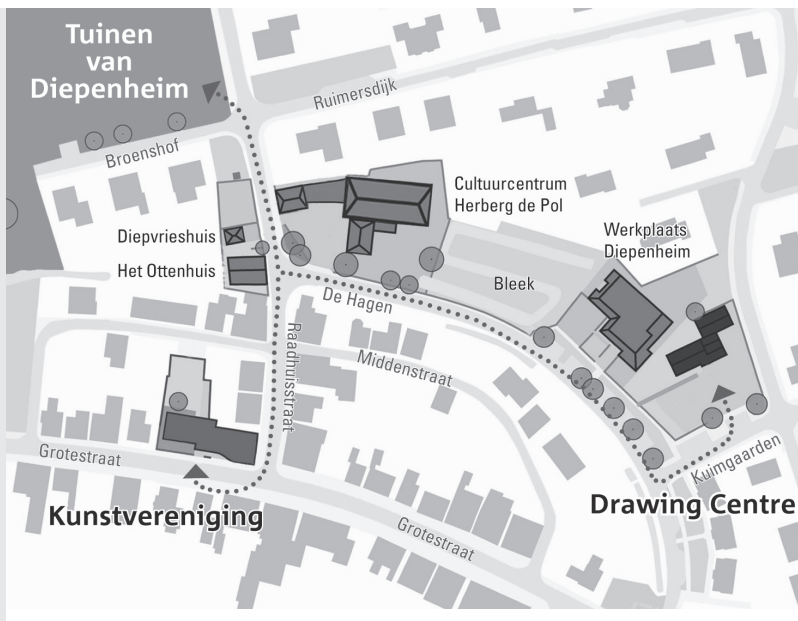 Tuinen
van
Diepenheim
Ruimersdijk
Broenshof
Cultuurcentrum
Herberg de Pol
Werkplaats
Diepenheim
Diepvrieshuis
Het Ottenhuis
Bleek
De Hagen
Raadhuisstraat
Middenstraat
Grotestraat
Kuimgaarden
Drawing Centre
Kunstvereniging
Grotestraat